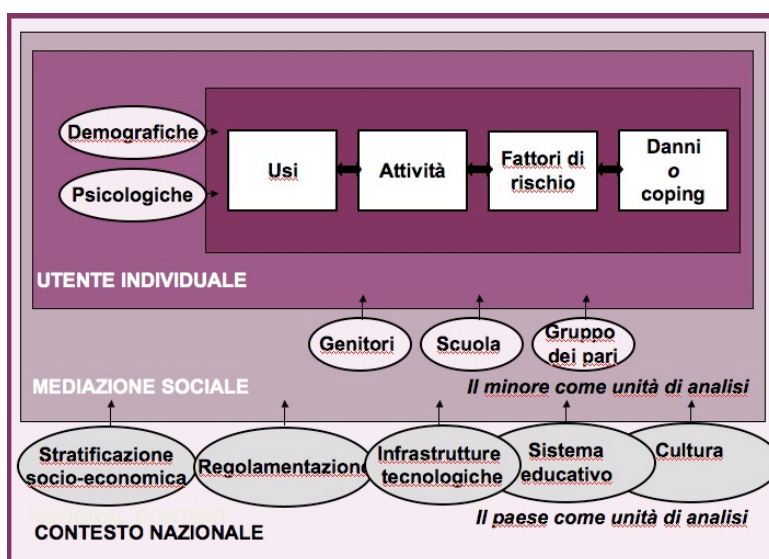 Demografiche
Psicologiche
Usi
Attività
Fattori di
rischio
Danni
o
coping
UTENTE INDIVIDUALE
Genitori
Scuola
Gruppo
dei pari
MEDIAZIONE SOCIALE
Il minore come unità di analisi
Stratificazione
socio-economica
Regolamentazione
Infrastrutture
tecnologiche
Sistema
educativo
Cultura
NATIONAL CONTEXT
CONTESTO NAZIONALE
Il paese come unità di analisi